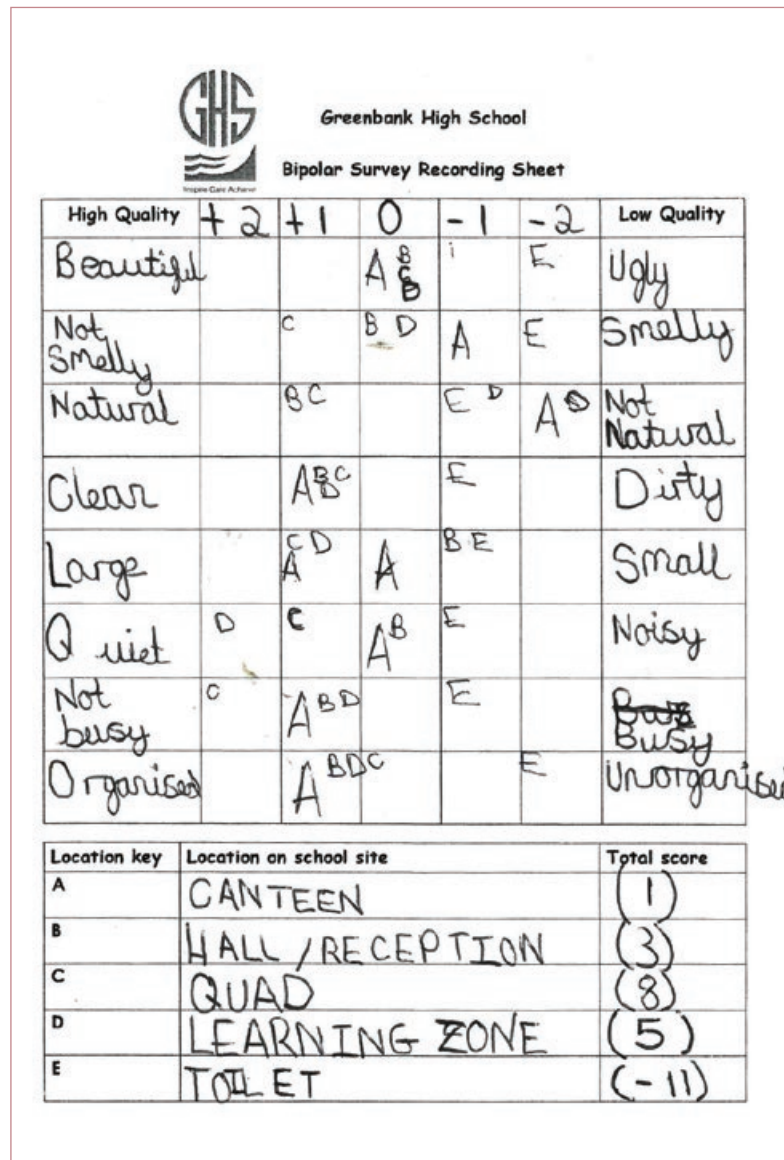 GHS
Inspire Care Achieve
Greenbank High School
Bipolar Survey Recording Sheet
High Quality +2 +1 0 -1 -2 Low Quality
Beautiful A B C D E Ugly
Not Smelly C B D A E Smelly
Natural B C E D A Not Natural
Clean A B C D E Dirty
Large C D A A B E Small
Quiet D C A B E Noisy
Not busy C A B D E Busy
Organised A B D C E Unorganised
Location key Location on school site Total score
A CANTEEN (1)
B HALL / RECEPTION (3)
C QUAD (8)
D LEARNING ZONE (5)
E TOILET (-11)